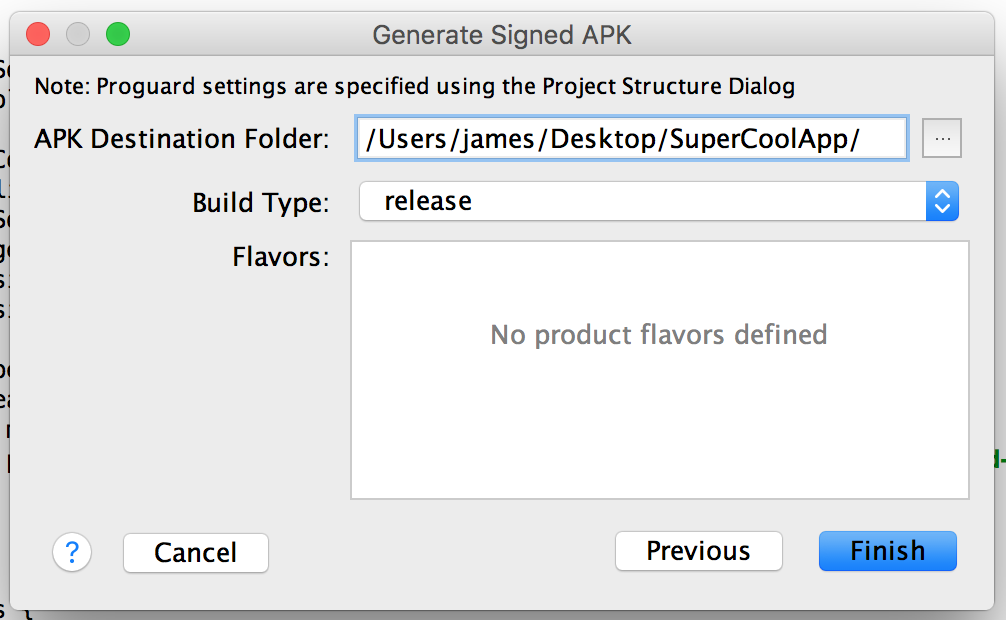 Generate Signed APK
Note: Proguard settings are specified using the Project Structure Dialog
APK Destination Folder: /Users/james/Desktop/SuperCoolApp/ ...
Build Type: release
Flavors:
No product flavors defined
? Cancel Previous Finish